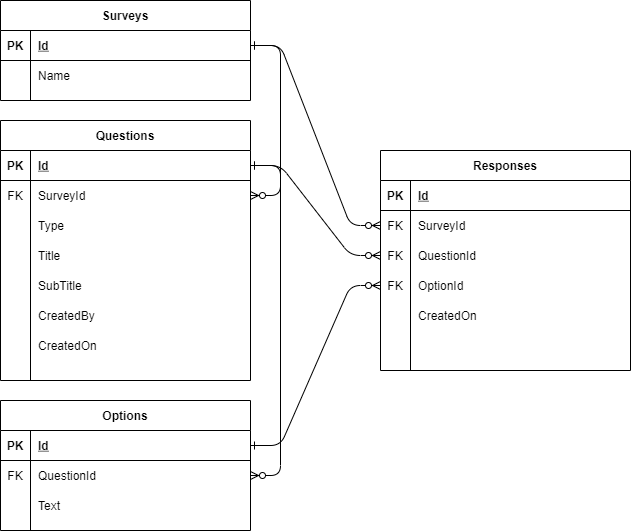 Surveys
PK Id
Name
Questions
PK Id
FK SurveyId
Type
Title
SubTitle
CreatedBy
CreatedOn
Options
PK Id
FK QuestionId
Text
Responses
PK Id
FK SurveyId
FK QuestionId
FK OptionId
CreatedOn